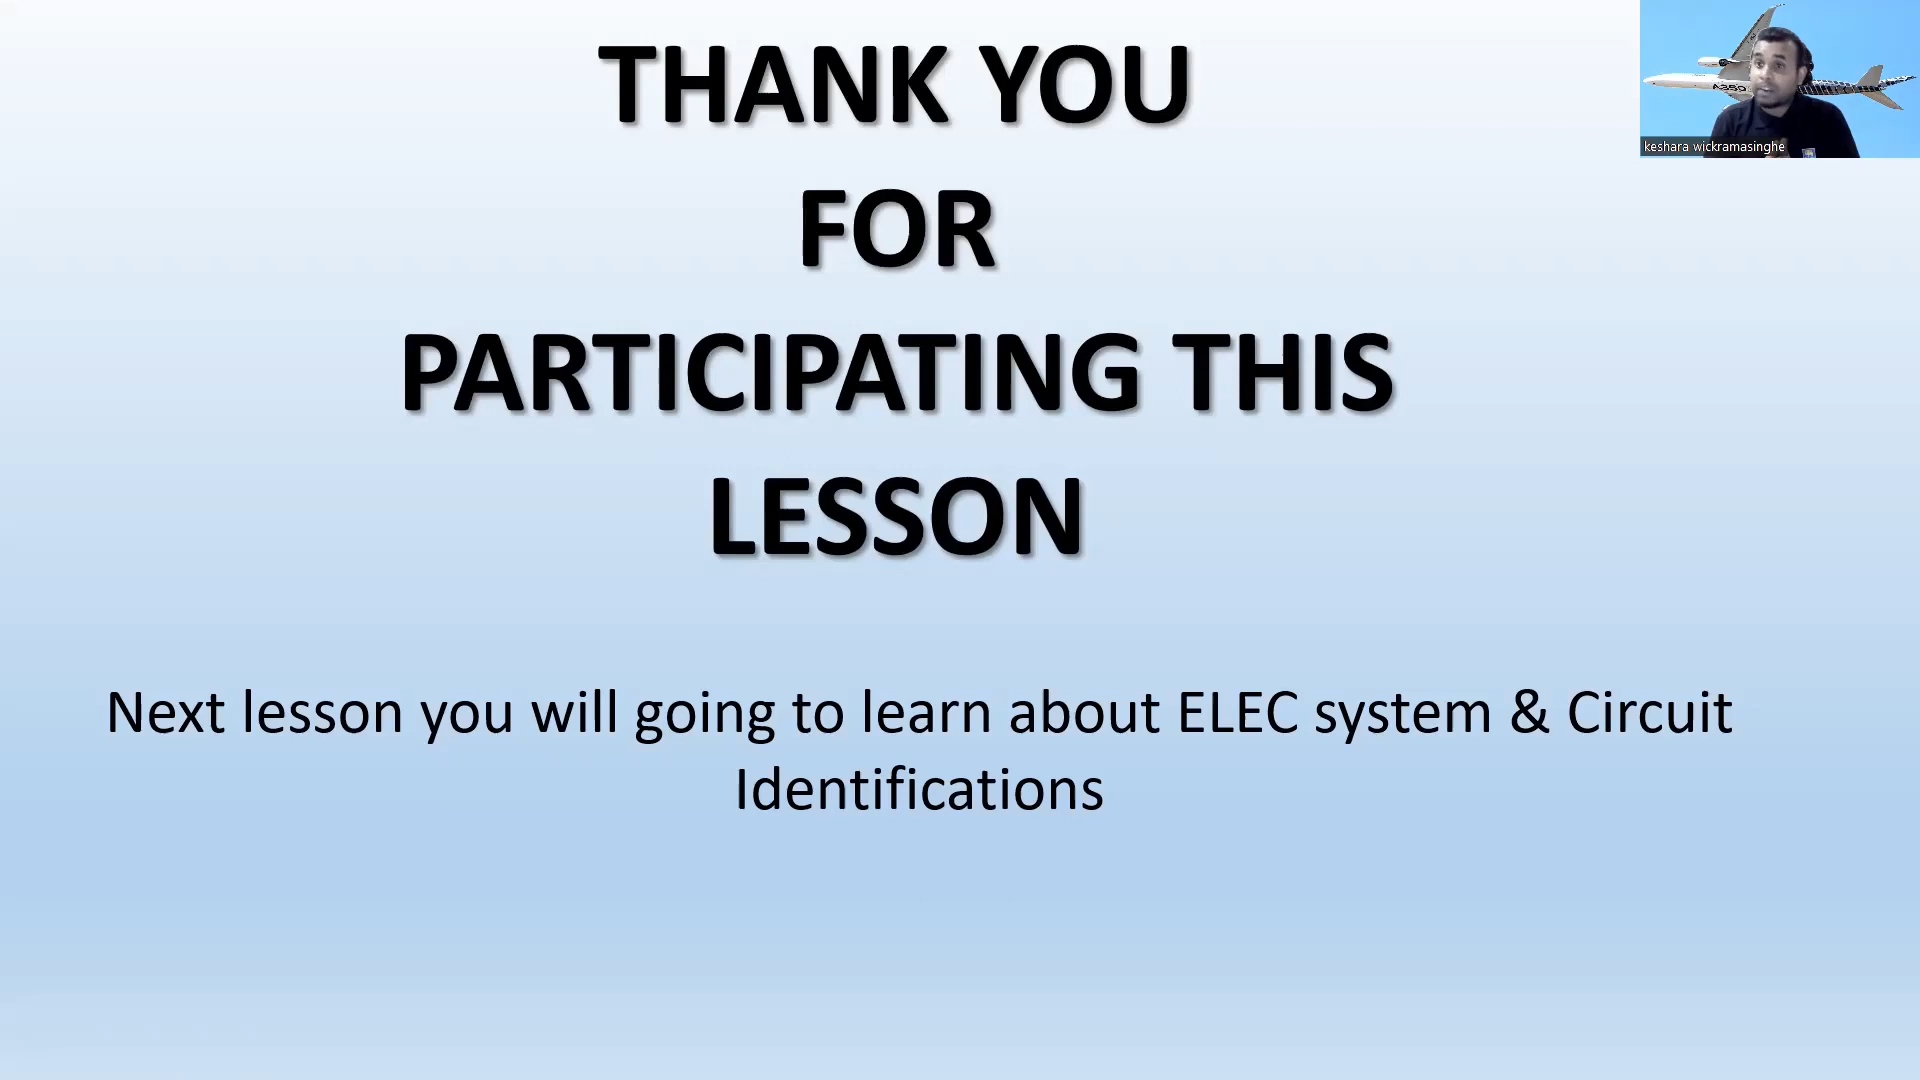 THANK YOU
FOR
PARTICIPATING THIS
LESSON
Next lesson you will going to learn about ELEC system & Circuit
Identifications
A350
keshara wickramasinghe